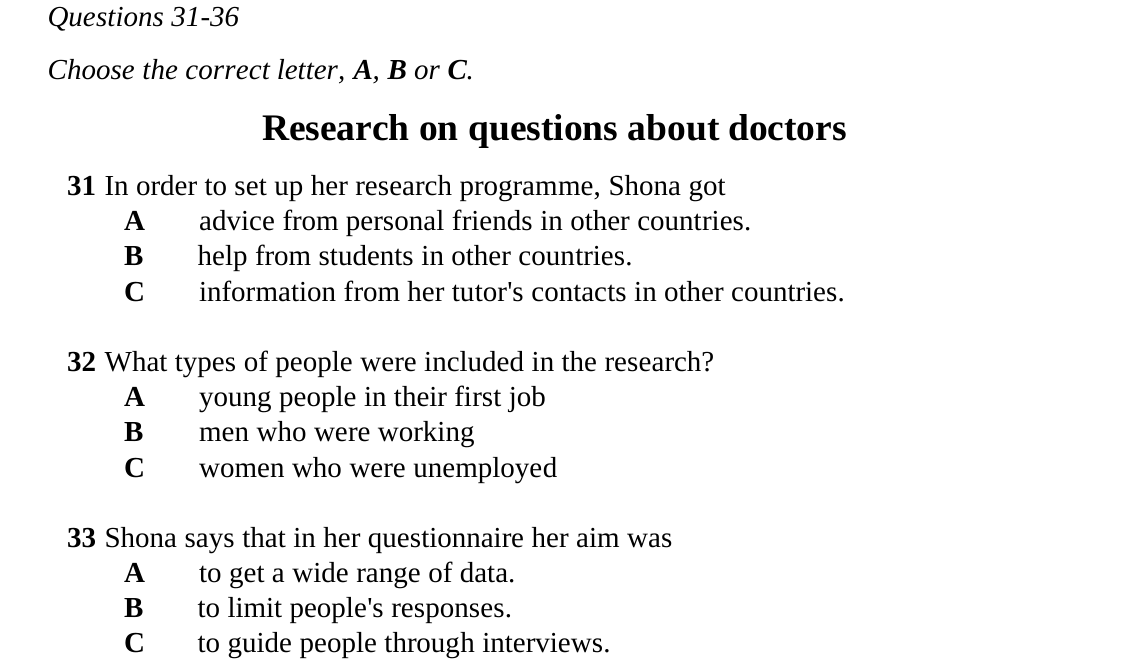 Questions 31-36
Choose the correct letter, A, B or C.
Research on questions about doctors
31 In order to set up her research programme, Shona got
A advice from personal friends in other countries.
B help from students in other countries.
C information from her tutor's contacts in other countries.
32 What types of people were included in the research?
A young people in their first job
B men who were working
C women who were unemployed
33 Shona says that in her questionnaire her aim was
A to get a wide range of data.
B to limit people's responses.
C to guide people through interviews.